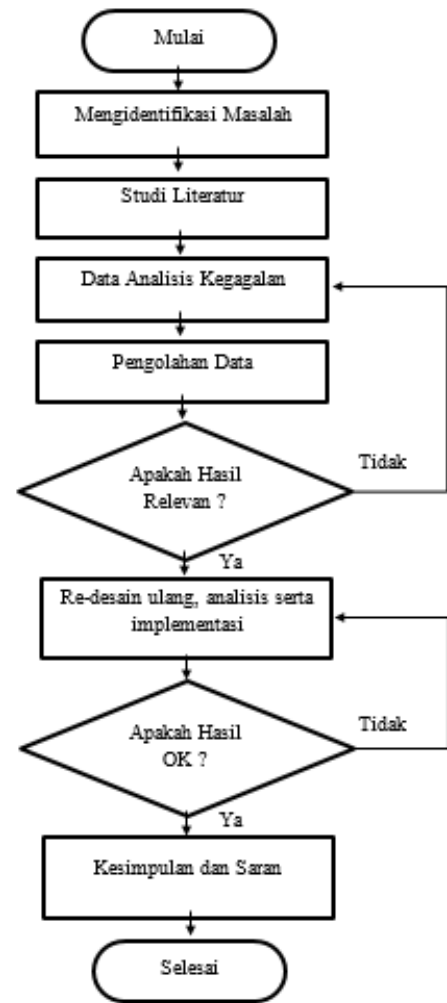 Mulai
Mengidentifikasi Masalah
Studi Literatur
Data Analisis Kegagalan
Pengolahan Data
Apakah Hasil
Relevan ?
Tidak
Ya
Re-desain ulang, analisis serta
implementasi
Apakah Hasil
OK ?
Tidak
Ya
Kesimpulan dan Saran
Selesai